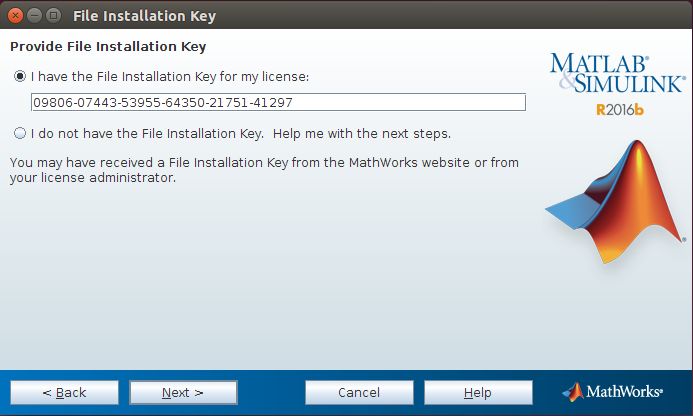 File Installation Key
Provide File Installation Key
I have the File Installation Key for my license:
09806-07443-53955-64350-21751-41297
I do not have the File Installation Key. Help me with the next steps.
You may have received a File Installation Key from the MathWorks website or from
your license administrator.
MATLAB®
&SIMULINK®
R2016b
®
< Back
Next >
Cancel
Help
MathWorks®